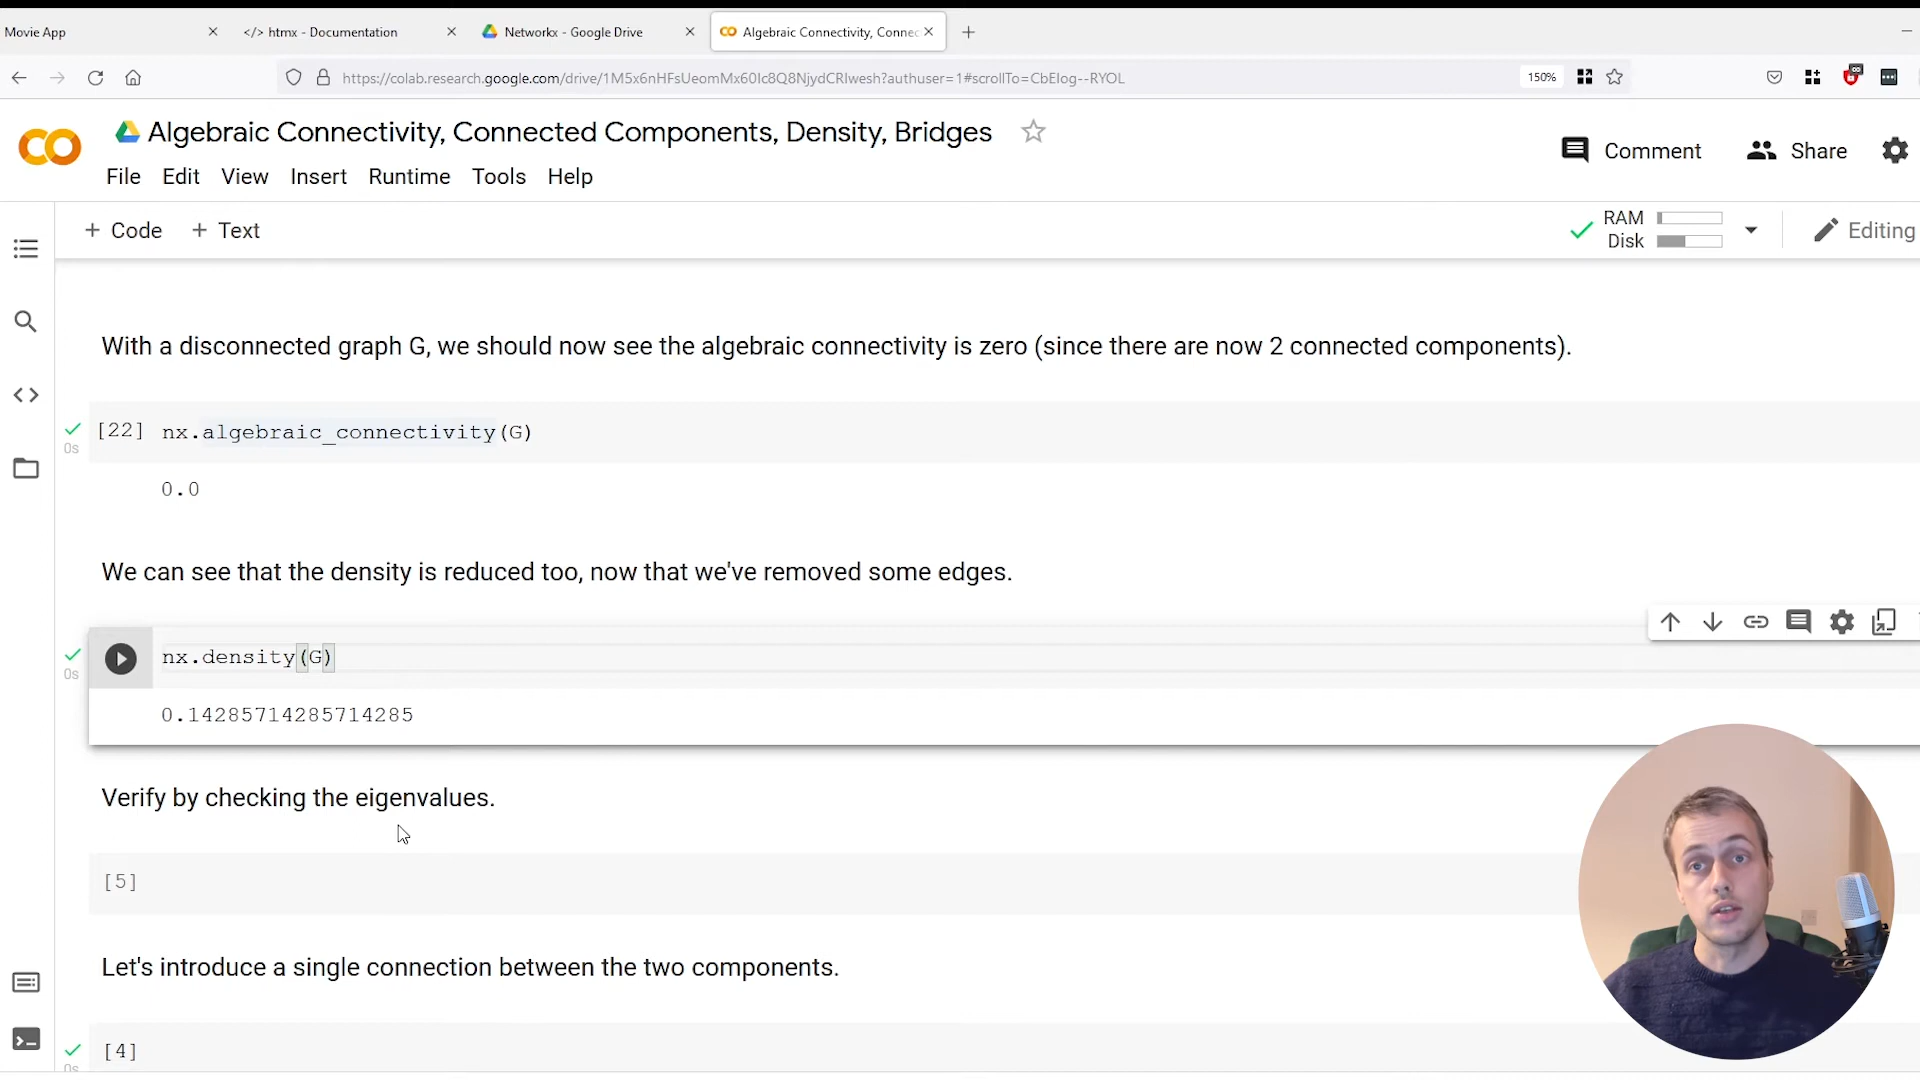 Movie App
</> htmx - Documentation
Networkx - Google Drive
Algebraic Connectivity, Connec
https://colab.research.google.com/drive/1M5x6nHFsUeomMx60Ic8Q8NjydCRIwesh?authuser=1#scrollTo=CbEIog--RYOL
150%
Algebraic Connectivity, Connected Components, Density, Bridges
Comment
Share
File Edit View Insert Runtime Tools Help
+ Code + Text
RAM
Disk
Editing
With a disconnected graph G, we should now see the algebraic connectivity is zero (since there are now 2 connected components).
[22] nx.algebraic_connectivity(G)
0s
0.0
We can see that the density is reduced too, now that we've removed some edges.
nx.density(G)
0s
0.14285714285714285
Verify by checking the eigenvalues.
[5]
Let's introduce a single connection between the two components.
[4]
0s